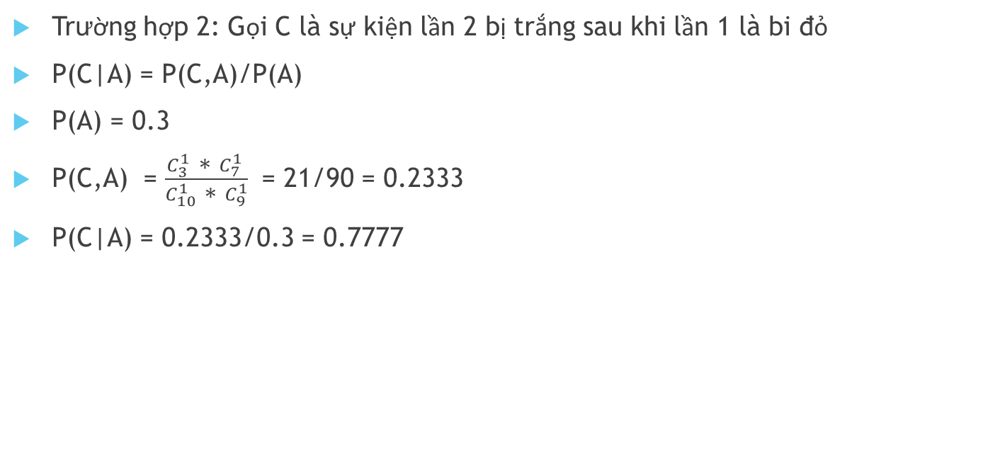 Trường hợp 2: Gọi C là sự kiện lần 2 bị trắng sau khi lần 1 là bi đỏ
P(C|A) = P(C,A)/P(A)
P(A) = 0.3
P(C,A) = \frac{C_3^1 * C_7^1}{C_{10}^1 * C_9^1} = 21/90 = 0.2333
P(C|A) = 0.2333/0.3 = 0.7777